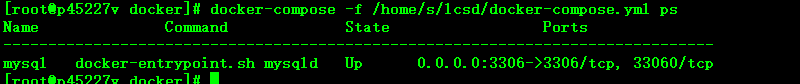 [root@p45227v docker]# docker-compose -f /home/s/lcsd/docker-compose.yml ps
Name Command State Ports
--------------------------------------------------------------------------------
mysql docker-entrypoint.sh mysqld Up 0.0.0.0:3306->3306/tcp, 33060/tcp
[root@p45227v docker]#